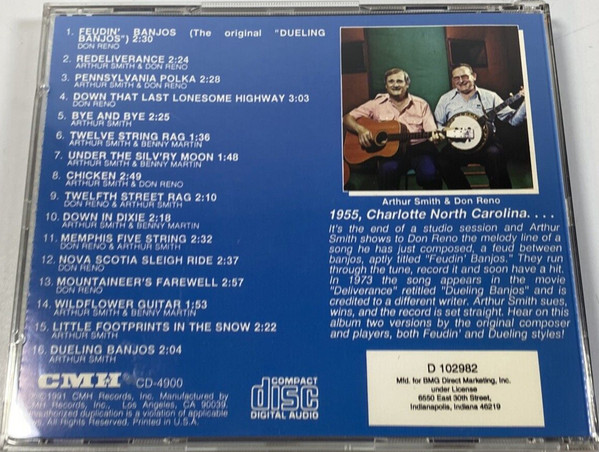 1. FEUDIN' BANJOS (The original "DUELING
BANJOS") 2:30
DON RENO
2. REDELIVERANCE 2:24
ARTHUR SMITH & DON RENO
3. PENNSYLVANIA POLKA 2:28
ARTHUR SMITH & DON RENO
4. DOWN THAT LAST LONESOME HIGHWAY 3:03
DON RENO
5. BYE AND BYE 2:25
ARTHUR SMITH
6. TWELVE STRING RAG 1:36
ARTHUR SMITH & BENNY MARTIN
7. UNDER THE SILV'RY MOON 1:48
ARTHUR SMITH & BENNY MARTIN
8. CHICKEN 2:49
ARTHUR SMITH & DON RENO
9. TWELFTH STREET RAG 2:10
DON RENO & ARTHUR SMITH
10. DOWN IN DIXIE 2:18
ARTHUR SMITH & BENNY MARTIN
11. MEMPHIS FIVE STRING 2:32
DON RENO & ARTHUR SMITH
12. NOVA SCOTIA SLEIGH RIDE 2:37
DON RENO
13. MOUNTAINEER'S FAREWELL 2:57
DON RENO
14. WILDFLOWER GUITAR 1:53
ARTHUR SMITH & BENNY MARTIN
15. LITTLE FOOTPRINTS IN THE SNOW 2:22
ARTHUR SMITH
16. DUELING BANJOS 2:04
ARTHUR SMITH
CMH CD-4900
1991 CMH Records, Inc. Manufactured by
CMH Records, Inc., Los Angeles, CA 90039.
Unauthorized duplication is a violation of applicable
laws. All Rights Reserved. Printed in U.S.A.
COMPACT
disc
DIGITAL AUDIO
Arthur Smith & Don Reno
1955, Charlotte North Carolina. . . .
It's the end of a studio session and Arthur
Smith shows to Don Reno the melody line of a
song he has just composed, a feud between
banjos, aptly titled "Feudin' Banjos." They run
through the tune, record it and soon have a hit.
In 1973 the song appears in the movie
"Deliverance" retitled "Dueling Banjos" and is
credited to a different writer. Arthur Smith sues,
wins, and the record is set straight. Hear on this
album two versions by the original composer
and players, both Feudin' and Dueling styles!
D 102982
Mfd. for BMG Direct Marketing, Inc.
under License
6550 East 30th Street,
Indianapolis, Indiana 46219